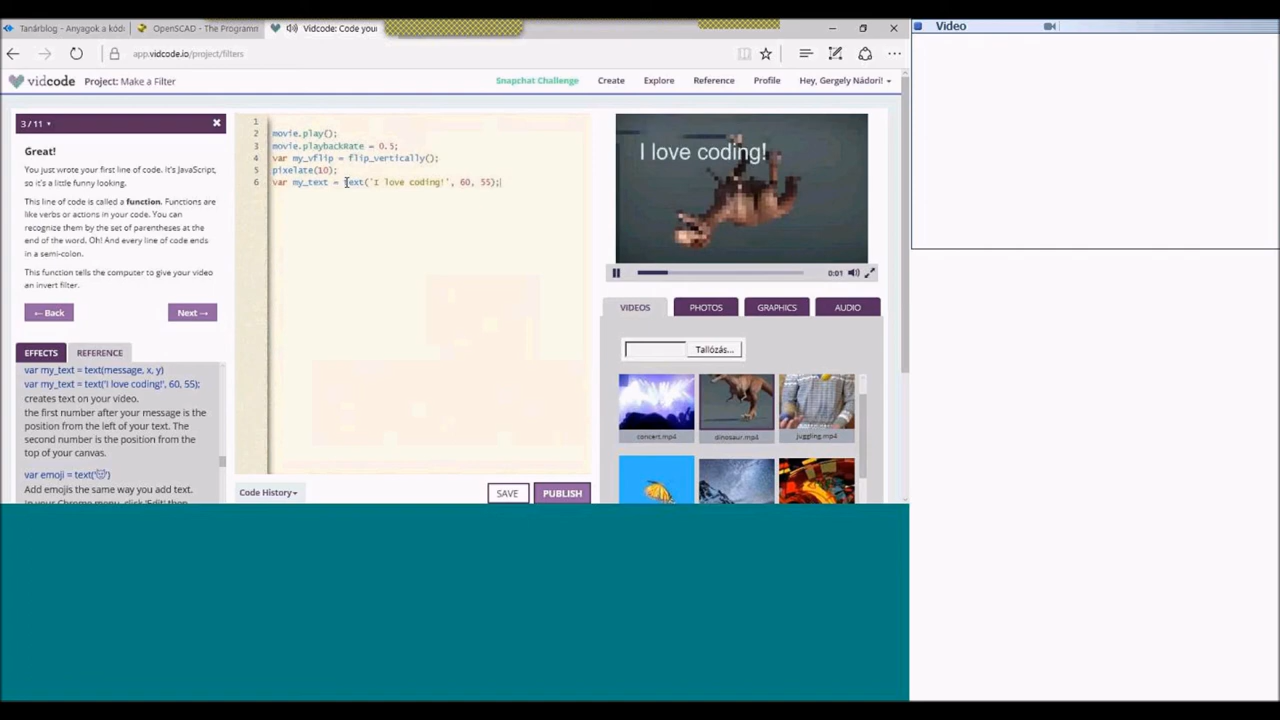 Tanárblog - Anyagok a kódo
OpenSCAD - The Programm
Vidcode: Code your
Video
app.vidcode.io/project/filters
vidcode
Project: Make a Filter
Snapchat Challenge
Create
Explore
Reference
Profile
Hey, Gergely Nádori!
3 / 11
Great!
You just wrote your first line of code. It's JavaScript,
so it's a little funny looking.
This line of code is called a function. Functions are
like verbs or actions in your code. You can
recognize them by the set of parentheses at the
end of the word. Oh! And every line of code ends
in a semi-colon.
This function tells the computer to give your video
an invert filter.
← Back
Next →
EFFECTS
REFERENCE
var my_text = text(message, x, y)
var my_text = text('I love coding!', 60, 55);
creates text on your video.
the first number after your message is the
position from the left of your text. The
second number is the position from the
top of your canvas.
var emoji = text('😈')
Add emojis the same way you add text.
In your Chrome menu, click 'Edit' then
1
2 movie.play();
3 movie.playbackRate = 0.5;
4 var my_vflip = flip_vertically();
5 pixelate(10);
6 var my_text = text('I love coding!', 60, 55);
Code History
SAVE
PUBLISH
I love coding!
0:01
VIDEOS
PHOTOS
GRAPHICS
AUDIO
Tallózás...
concert.mp4
dinosaur.mp4
juggling.mp4